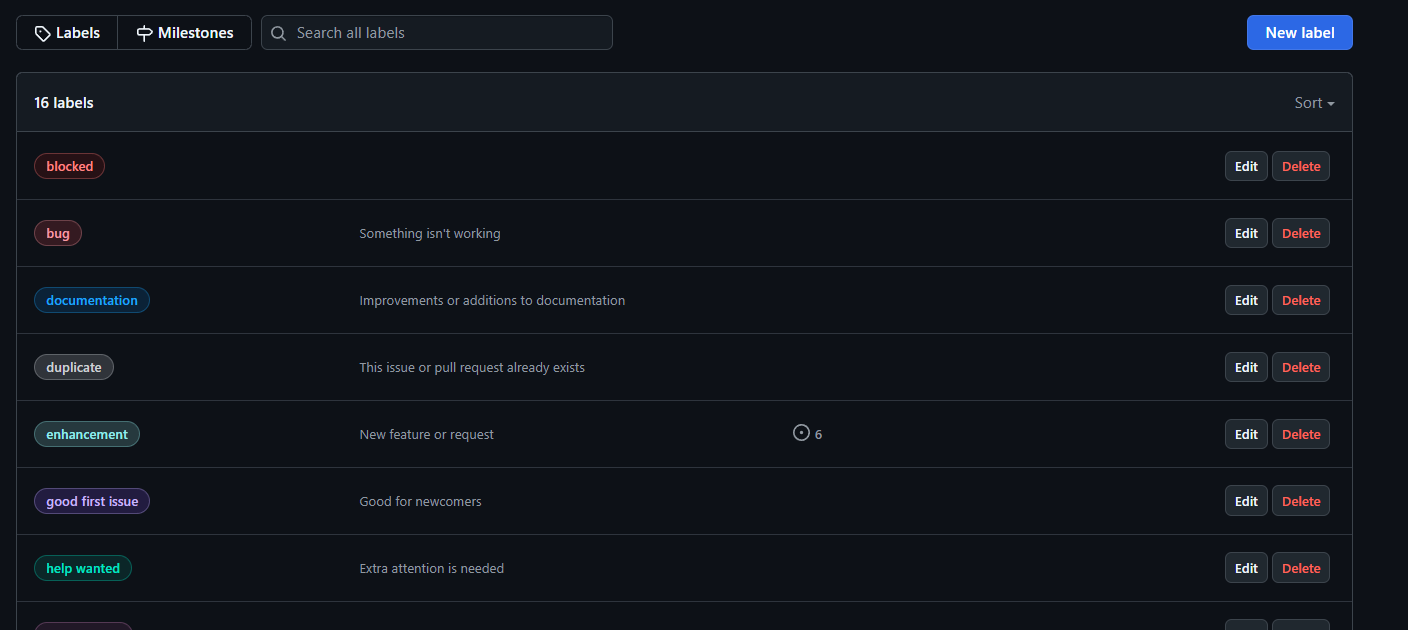 Labels Milestones Search all labels New label
16 labels Sort
blocked Edit Delete
bug Something isn't working Edit Delete
documentation Improvements or additions to documentation Edit Delete
duplicate This issue or pull request already exists Edit Delete
enhancement New feature or request 6 Edit Delete
good first issue Good for newcomers Edit Delete
help wanted Extra attention is needed Edit Delete